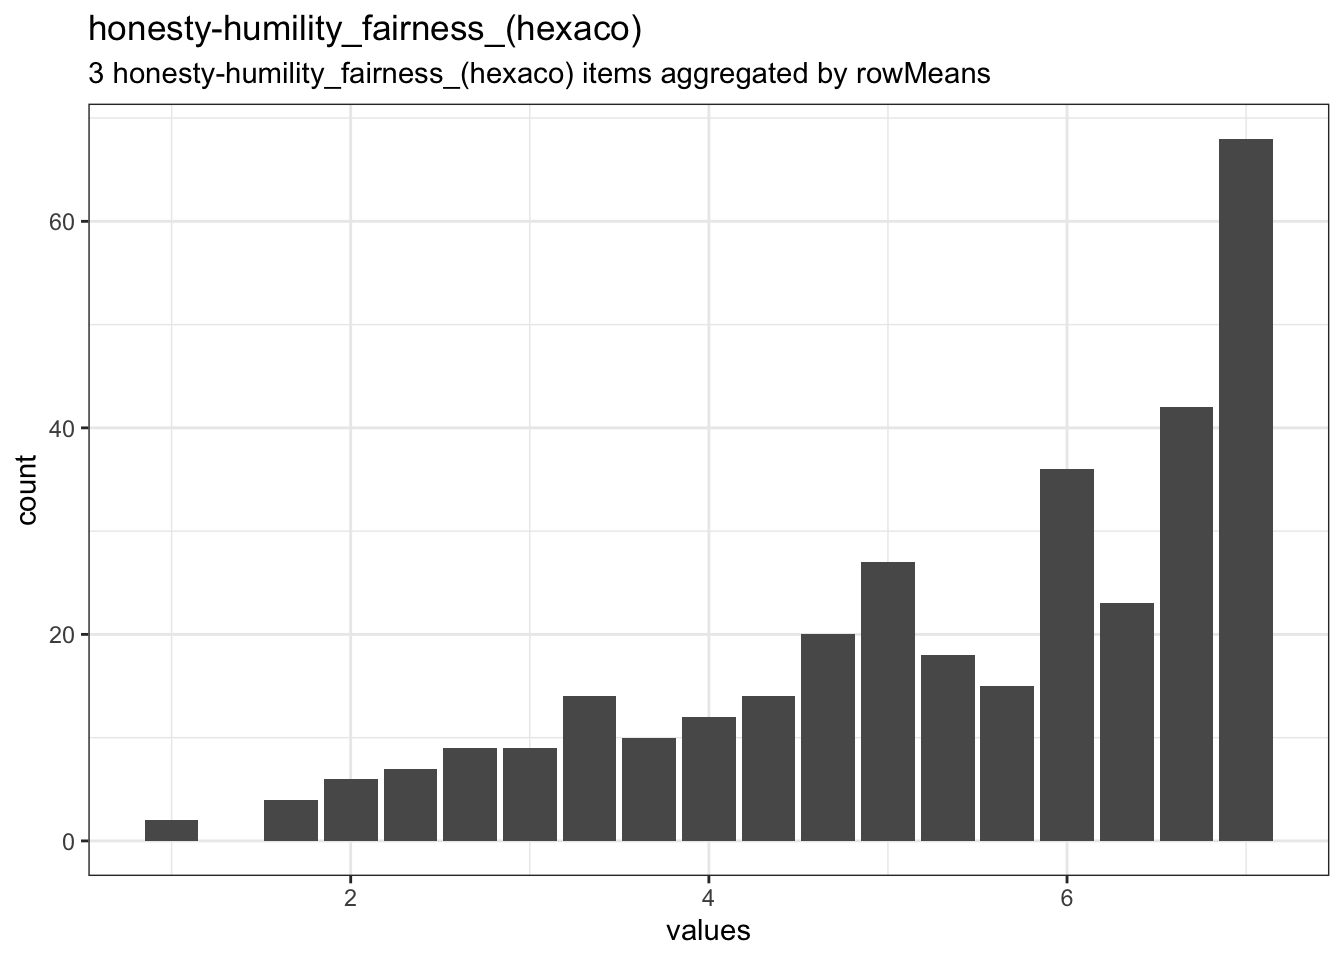 honesty-humility_fairness_(hexaco)
3 honesty-humility_fairness_(hexaco) items aggregated by rowMeans
60
40
20
0
count
2 4 6
values